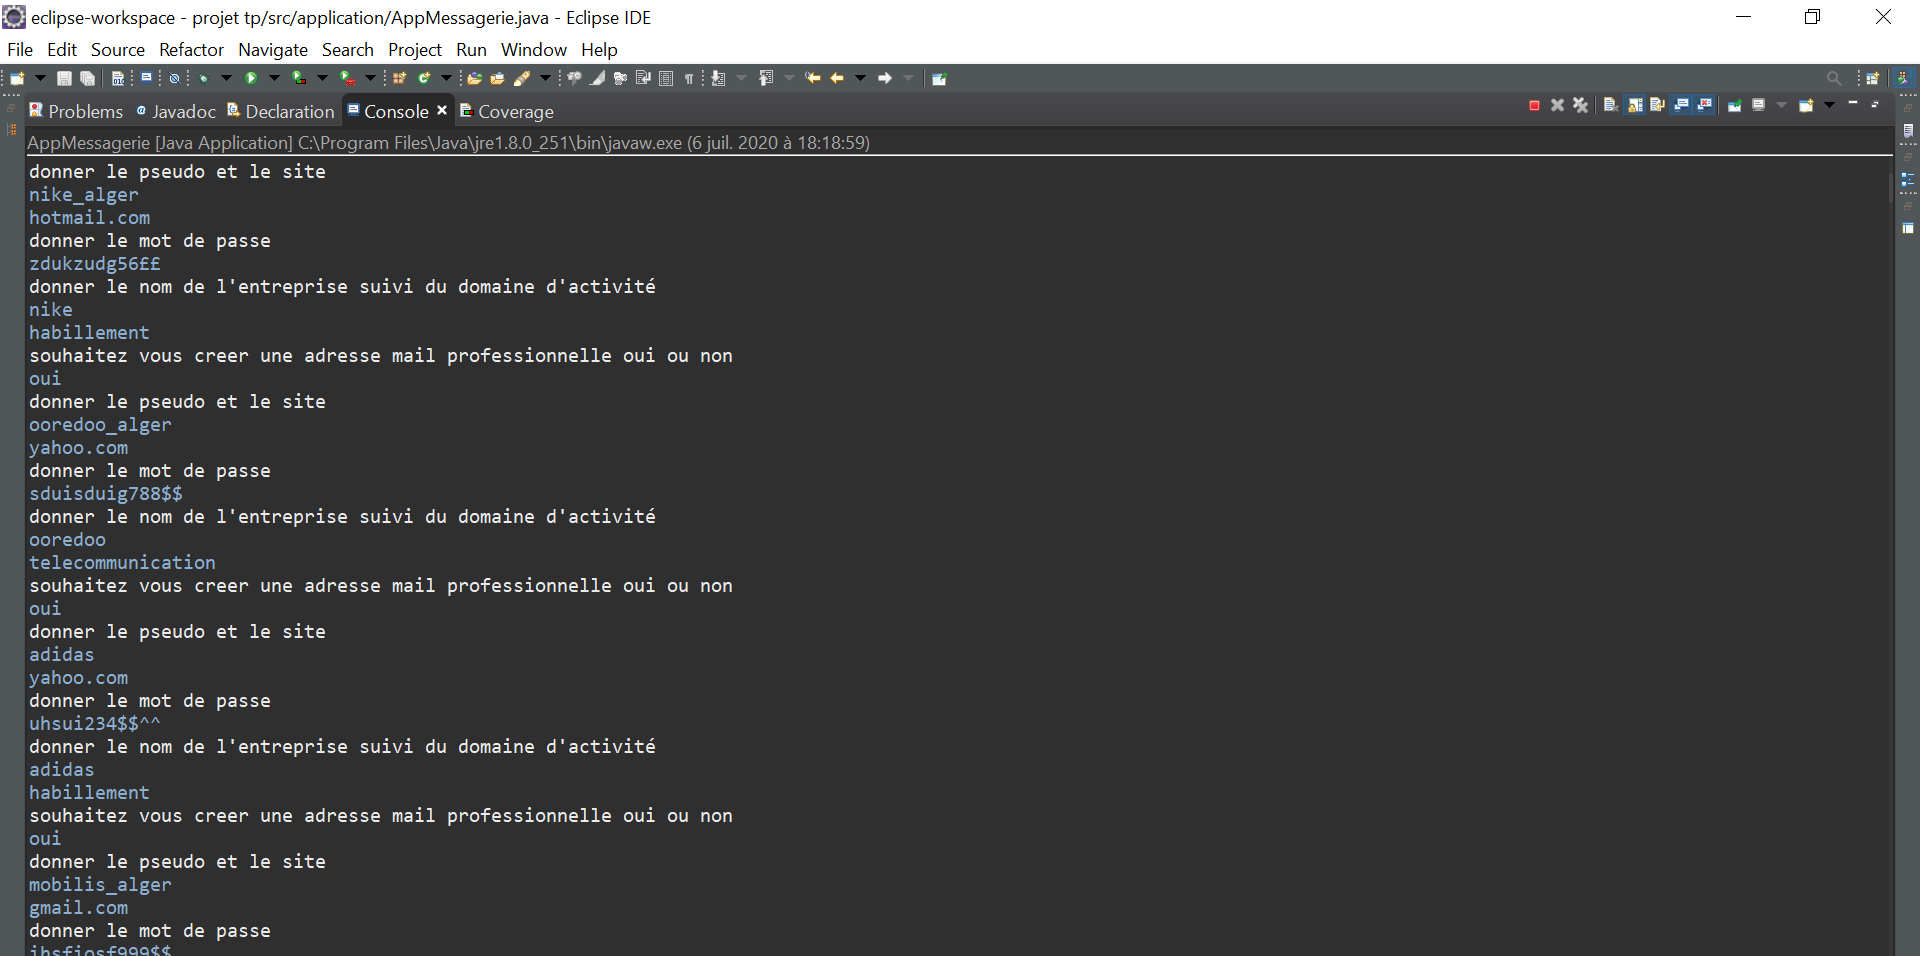 eclipse-workspace - projet tp/src/application/AppMessagerie.java - Eclipse IDE
File Edit Source Refactor Navigate Search Project Run Window Help
Problems Javadoc Declaration Console Coverage
AppMessagerie [Java Application] C:\Program Files\Java\jre1.8.0_251\bin\javaw.exe (6 juil. 2020 à 18:18:59)
donner le pseudo et le site
nike_alger
hotmail.com
donner le mot de passe
zdukzudg56££
donner le nom de l'entreprise suivi du domaine d'activité
nike
habillement
souhaitez vous creer une adresse mail professionnelle oui ou non
oui
donner le pseudo et le site
ooredoo_alger
yahoo.com
donner le mot de passe
sduisduig788$$
donner le nom de l'entreprise suivi du domaine d'activité
ooredoo
telecommunication
souhaitez vous creer une adresse mail professionnelle oui ou non
oui
donner le pseudo et le site
adidas
yahoo.com
donner le mot de passe
uhsui234$$^^
donner le nom de l'entreprise suivi du domaine d'activité
adidas
habillement
souhaitez vous creer une adresse mail professionnelle oui ou non
oui
donner le pseudo et le site
mobilis_alger
gmail.com
donner le mot de passe